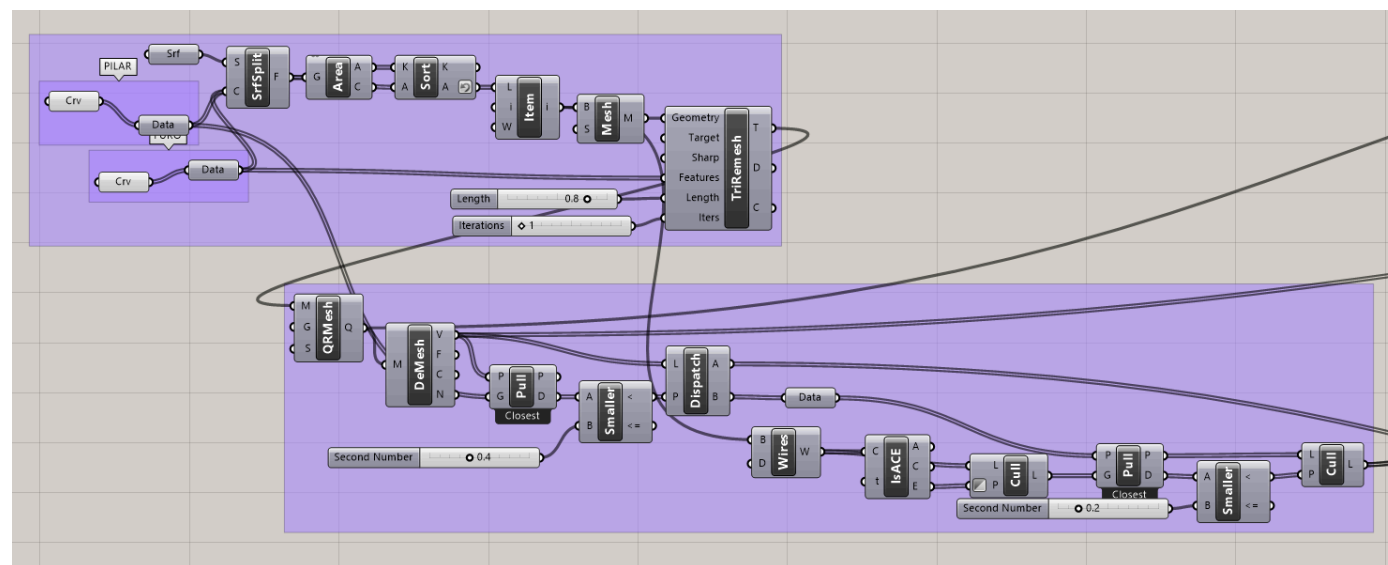 Srf
PILAR
Crv
Data
Crv
Data
S
C
SrfSplit
F
G
Area
A
C
K
A
Sort
K
A
L
i
W
Item
i
B
S
Mesh
M
Geometry
Target
Sharp
Features
Length
Iters
TriRemesh
T
D
C
Length
0.8
Iterations
1
M
G
S
QRMesh
Q
M
DeMesh
V
F
C
N
P
G
Pull
P
D
Closest
A
B
Smaller
<
<=
Second Number
0.4
L
P
Dispatch
A
B
Data
B
D
Wires
W
C
t
IsACE
A
C
E
L
P
Cull
L
P
G
Pull
P
D
Closest
Second Number
0.2
A
B
Smaller
<
<=
L
P
Cull
L